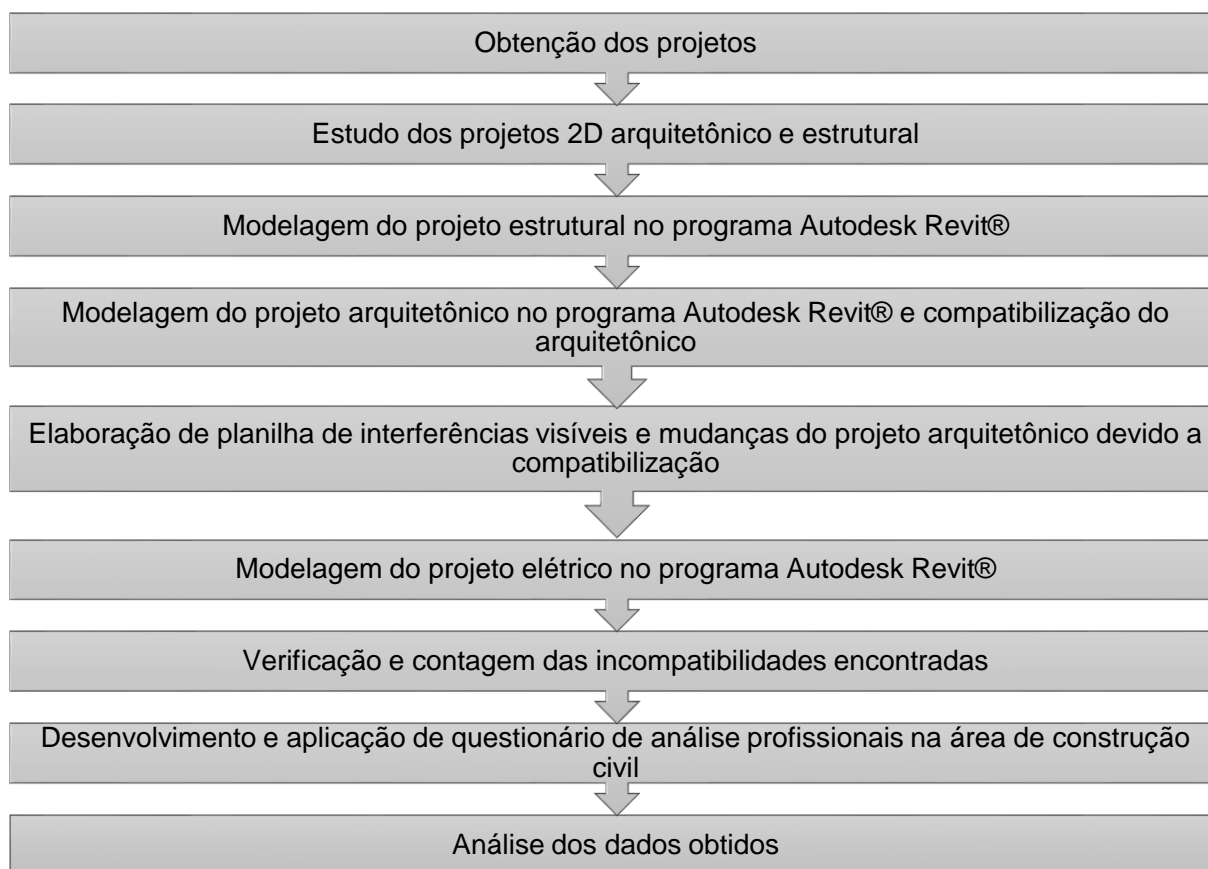 Obtenção dos projetos
Estudo dos projetos 2D arquitetônico e estrutural
Modelagem do projeto estrutural no programa Autodesk Revit®
Modelagem do projeto arquitetônico no programa Autodesk Revit® e compatibilização do
arquitetônico
Elaboração de planilha de interferências visíveis e mudanças do projeto arquitetônico devido a
compatibilização
Modelagem do projeto elétrico no programa Autodesk Revit®
Verificação e contagem das incompatibilidades encontradas
Desenvolvimento e aplicação de questionário de análise profissionais na área de construção
civil
Análise dos dados obtidos